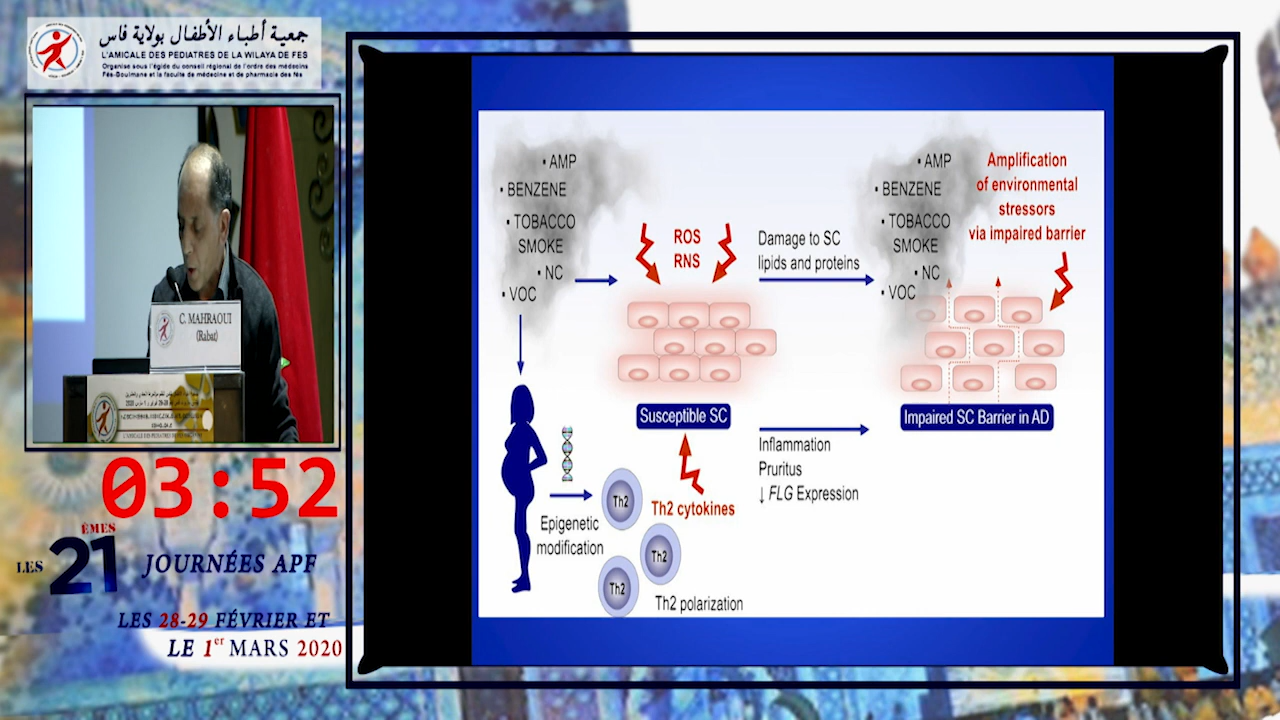 جمعية أطباء الأطفال بولاية فاس
L'AMICALE DES PEDIATRES DE LA WILAYA DE FES
Organise sous l'égide du conseil régional de l'ordre des médecins
Fès-Boulmane et la faculté de médecine et de pharmacie des fès
C. MAHRAOUI
(Rabat)
03:52
LES 21 ÈMES JOURNÉES APF
LES 28-29 FÉVRIER ET
LE 1er MARS 2020
• AMP
• BENZENE
• TOBACCO
SMOKE
• NC
• VOC
ROS
RNS
Damage to SC
lipids and proteins
• AMP
• BENZENE
• TOBACCO
SMOKE
• NC
• VOC
Amplification
of environmental
stressors
via impaired barrier
Susceptible SC
Impaired SC Barrier in AD
Inflammation
Pruritus
↓ FLG Expression
Th2 cytokines
Epigenetic
modification
Th2
Th2
Th2
Th2 polarization